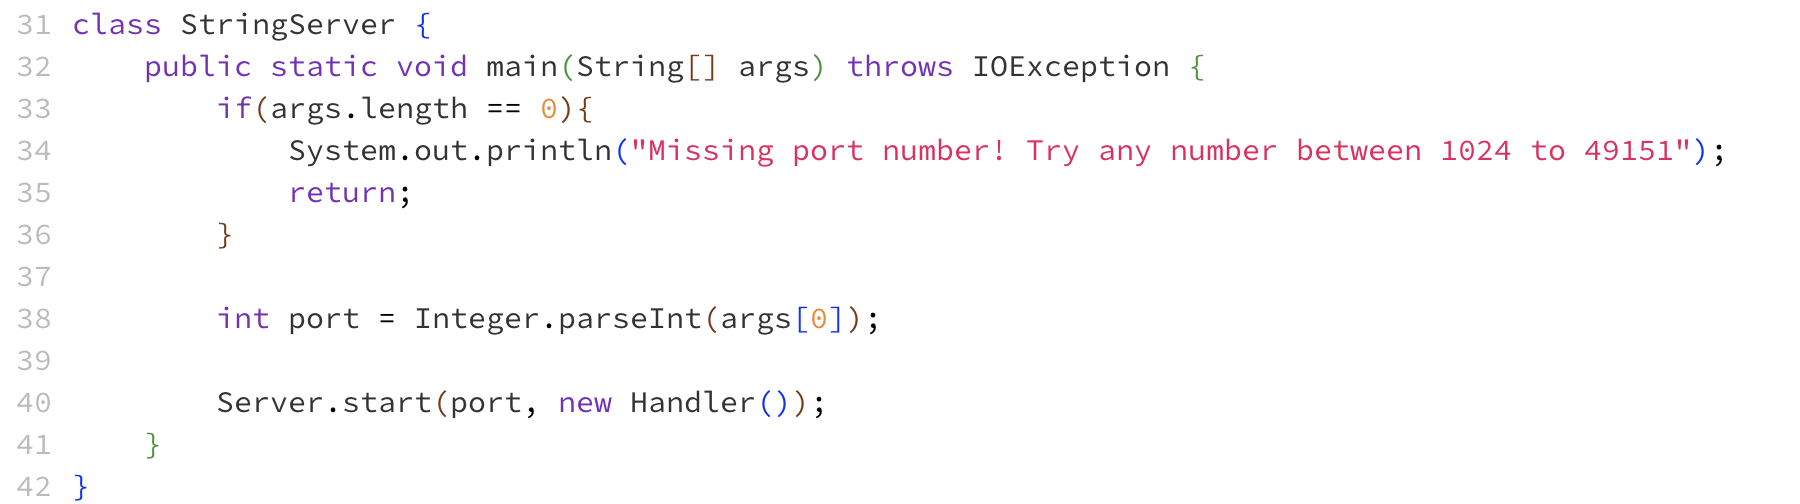 31 class StringServer {
32     public static void main(String[] args) throws IOException {
33         if(args.length == 0){
34             System.out.println("Missing port number! Try any number between 1024 to 49151");
35             return;
36         }
37
38         int port = Integer.parseInt(args[0]);
39
40         Server.start(port, new Handler());
41     }
42 }